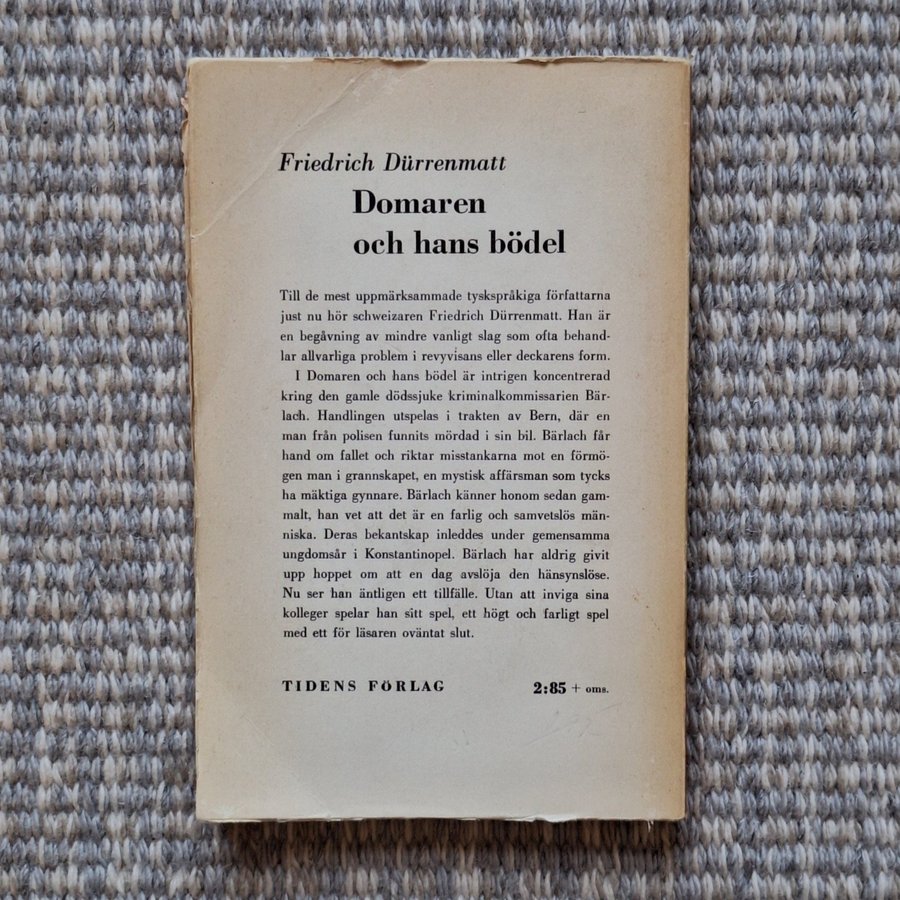 Friedrich Dürrenmatt
Domaren
och hans bödel
Till de mest uppmärksammade tyskspråkiga författarna
just nu hör schweizaren Friedrich Dürrenmatt. Han är
en begåvning av mindre vanligt slag som ofta behand-
lar allvarliga problem i revyvisans eller deckarens form.
I Domaren och hans bödel är intrigen koncentrerad
kring den gamle dödssjuke kriminalkommissarien Bär-
lach. Handlingen utspelas i trakten av Bern, där en
man från polisen funnits mördad i sin bil. Bärlach får
hand om fallet och riktar misstankarna mot en förmö-
gen man i grannskapet, en mystisk affärsman som tycks
ha mäktiga gynnare. Bärlach känner honom sedan gam-
malt, han vet att det är en farlig och samvetslös män-
niska. Deras bekantskap inleddes under gemensamma
ungdomsår i Konstantinopel. Bärlach har aldrig givit
upp hoppet om att en dag avslöja den hänsynslöse.
Nu ser han äntligen ett tillfälle. Utan att inviga sina
kolleger spelar han sitt spel, ett högt och farligt spel
med ett för läsaren oväntat slut.
TIDENS FÖRLAG 2:85 + oms.